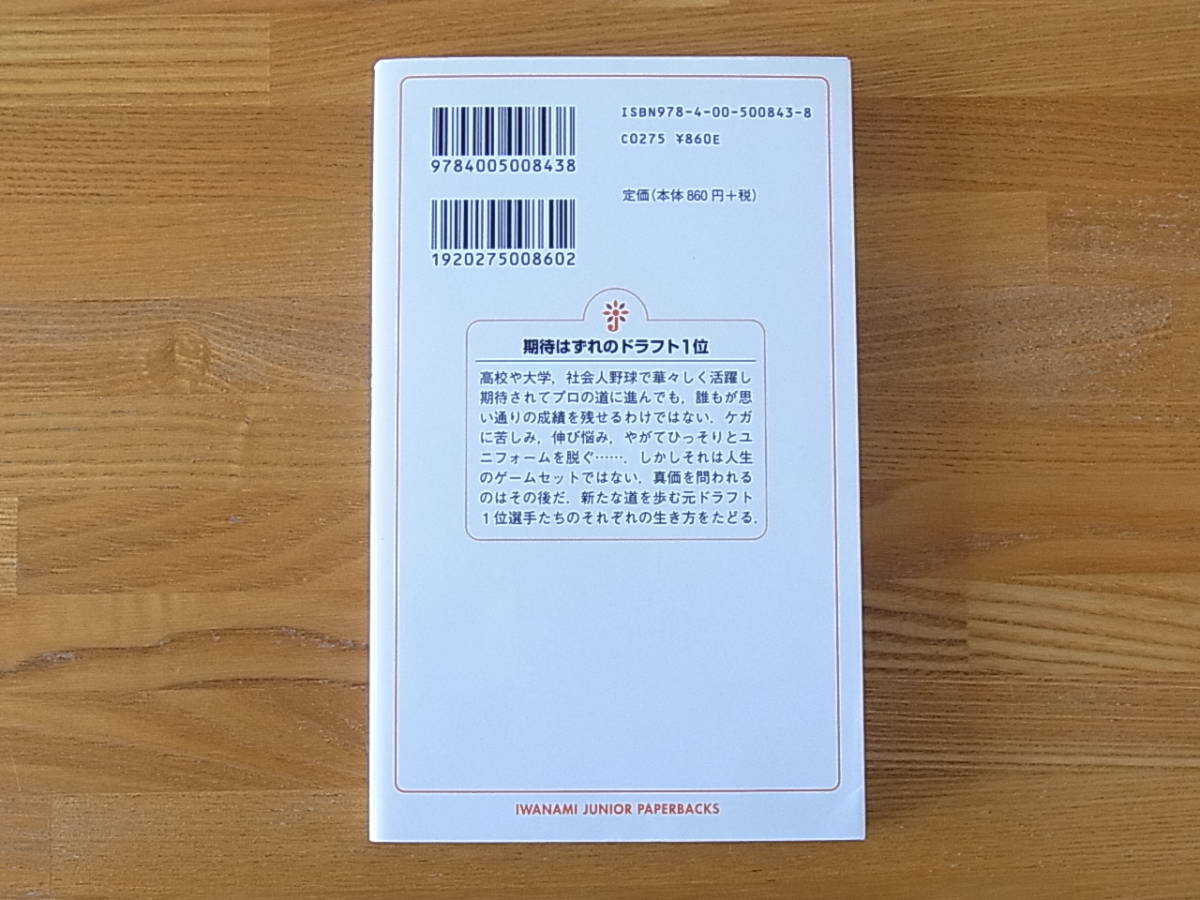 ISBN978-4-00-500843-8
C0275 ¥860E
9784005008438
定価(本体 860 円+税)
1920275008602
J
期待はずれのドラフト1位
高校や大学，社会人野球で華々しく活躍し
期待されてプロの道に進んでも，誰もが思
い通りの成績を残せるわけではない．ケガ
に苦しみ，伸び悩み，やがてひっそりとユ
ニフォームを脱ぐ……．しかしそれは人生
のゲームセットではない．真価を問われる
のはその後だ．新たな道を歩む元ドラフト
1位選手たちのそれぞれの生き方をたどる．
IWANAMI JUNIOR PAPERBACKS